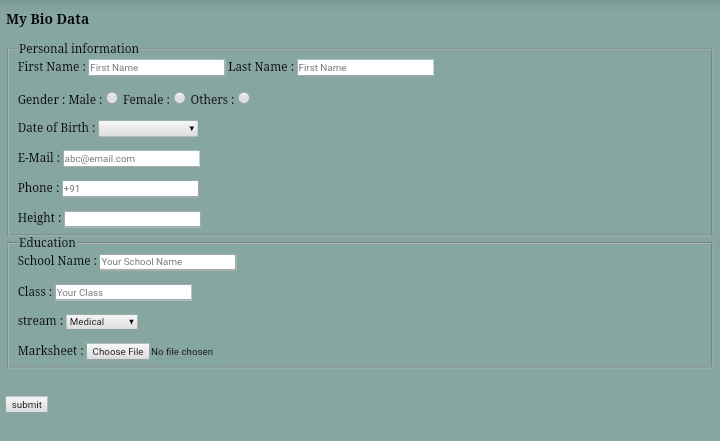 My Bio Data
Personal information
First Name : First Name Last Name : First Name
Gender : Male : Female : Others :
Date of Birth :
E-Mail : abc@email.com
Phone : +91
Height :
Education
School Name : Your School Name
Class : Your Class
stream : Medical
Marksheet : Choose File No file chosen
submit